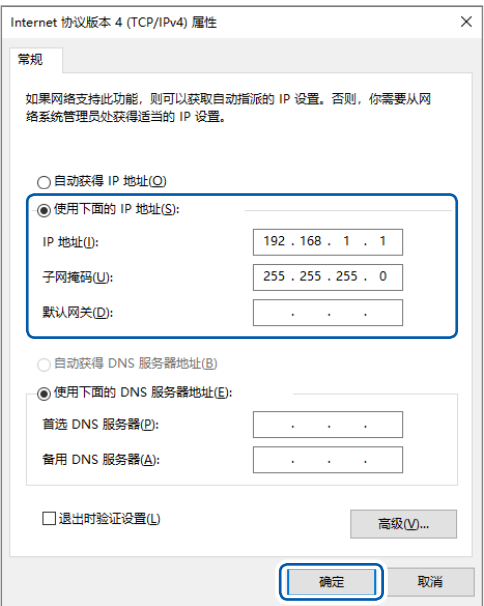 Internet 协议版本 4 (TCP/IPv4) 属性
常规
如果网络支持此功能，则可以获取自动指派的 IP 设置。否则，你需要从网
络系统管理员处获得适当的 IP 设置。
自动获得 IP 地址(O)
使用下面的 IP 地址(S):
IP 地址(I): 192 . 168 . 1 . 1
子网掩码(U): 255 . 255 . 255 . 0
默认网关(D): . . .
自动获得 DNS 服务器地址(B)
使用下面的 DNS 服务器地址(E):
首选 DNS 服务器(P): . . .
备用 DNS 服务器(A): . . .
退出时验证设置(L)
高级(V)...
确定 取消